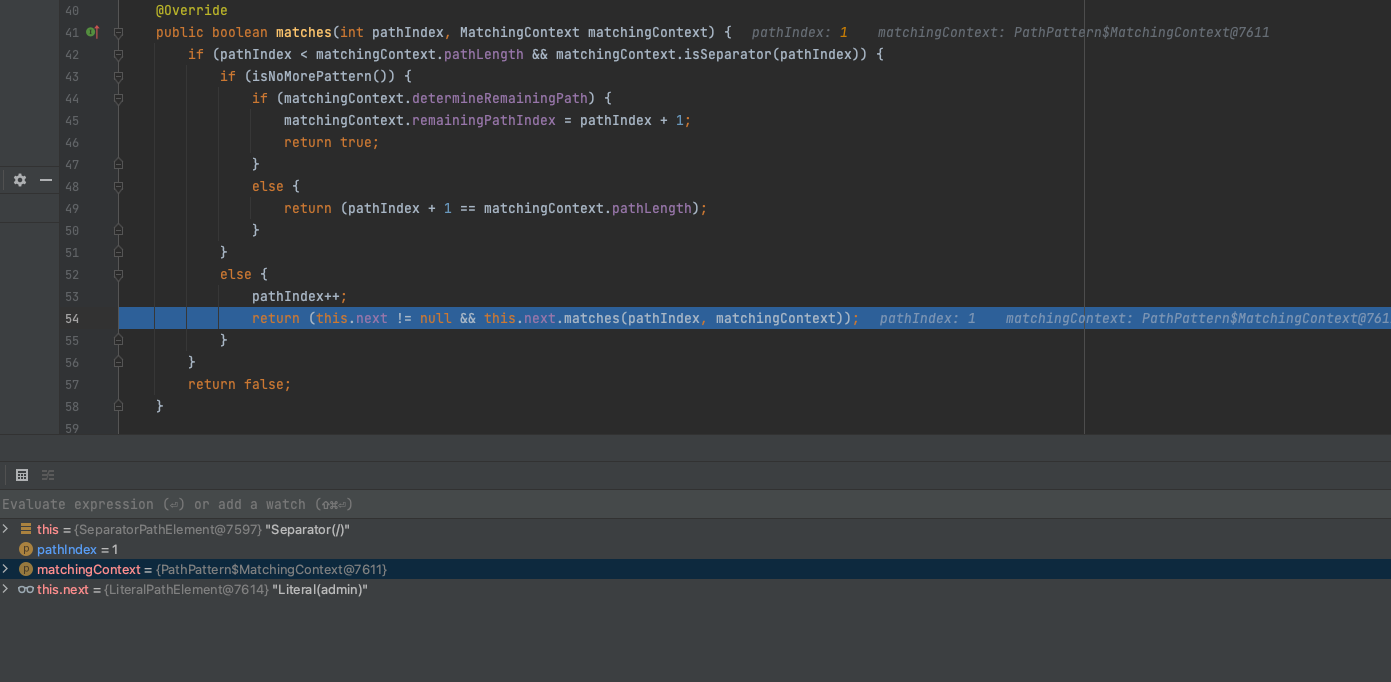 40 @Override
41 public boolean matches(int pathIndex, MatchingContext matchingContext) { pathIndex: 1 matchingContext: PathPattern$MatchingContext@7611
42 if (pathIndex < matchingContext.pathLength && matchingContext.isSeparator(pathIndex)) {
43 if (isNoMorePattern()) {
44 if (matchingContext.determineRemainingPath) {
45 matchingContext.remainingPathIndex = pathIndex + 1;
46 return true;
47 }
48 else {
49 return (pathIndex + 1 == matchingContext.pathLength);
50 }
51 }
52 else {
53 pathIndex++;
54 return (this.next != null && this.next.matches(pathIndex, matchingContext)); pathIndex: 1 matchingContext: PathPattern$MatchingContext@761
55 }
56 }
57 return false;
58 }
59
Evaluate expression (⏎) or add a watch (⇧⌘⏎)
this = {SeparatorPathElement@7597} "Separator(/)"
p pathIndex = 1
p matchingContext = {PathPattern$MatchingContext@7611}
this.next = {LiteralPathElement@7614} "Literal(admin)"